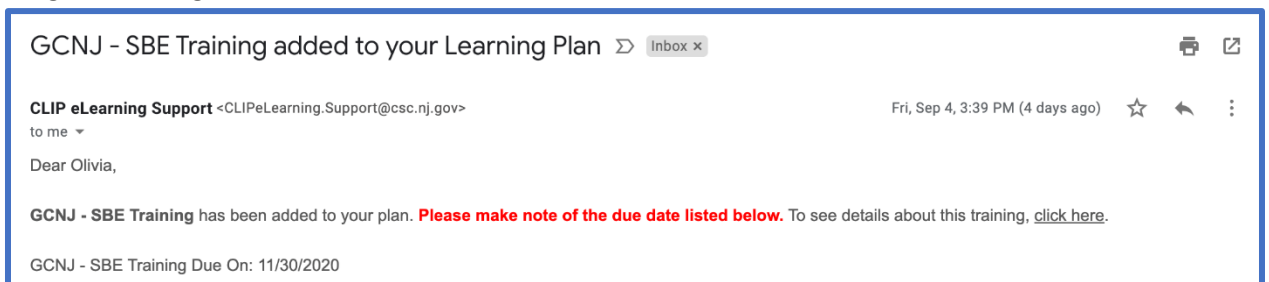 GCNJ - SBE Training added to your Learning Plan Inbox x
CLIP eLearning Support <CLIPeLearning.Support@csc.nj.gov> Fri, Sep 4, 3:39 PM (4 days ago)
to me
Dear Olivia,
GCNJ - SBE Training has been added to your plan. Please make note of the due date listed below. To see details about this training, click here.
GCNJ - SBE Training Due On: 11/30/2020